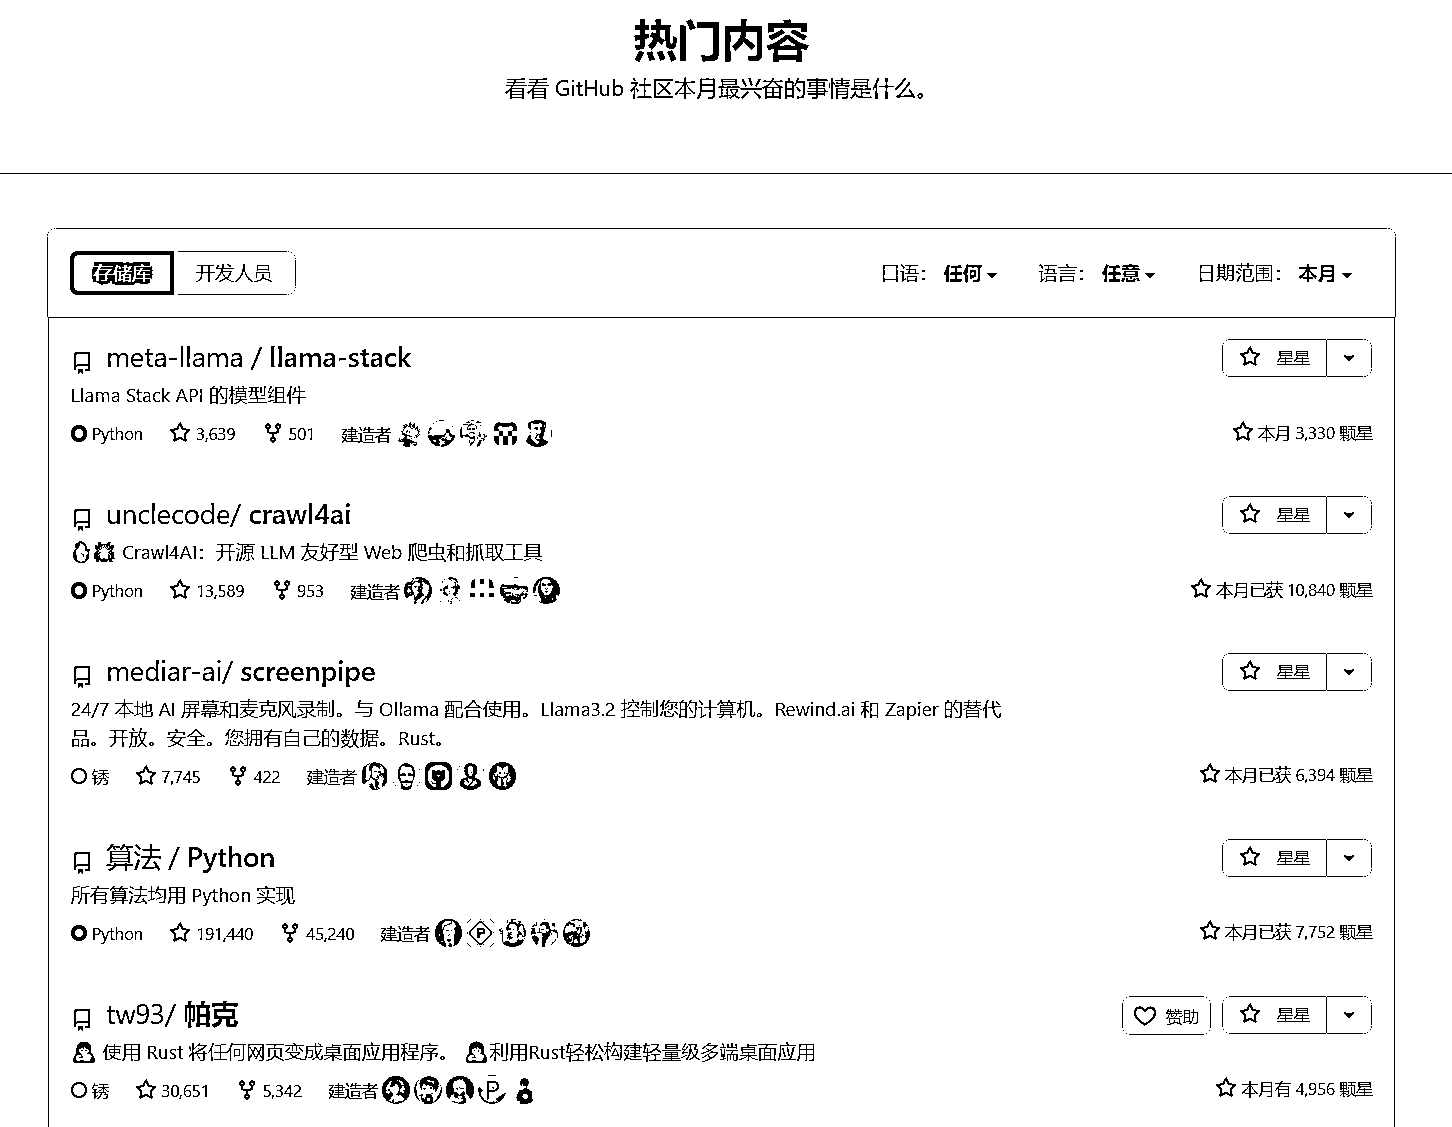 热门内容
看看 GitHub 社区本月最兴奋的事情是什么。
存储库 开发人员 口语： 任何 语言： 任意 日期范围： 本月
meta-llama / llama-stack 星星
Llama Stack API 的模型组件
Python 3,639 501 建造者 本月 3,330 颗星
unclecode/ crawl4ai 星星
Crawl4AI：开源 LLM 友好型 Web 爬虫和抓取工具
Python 13,589 953 建造者 本月已获 10,840 颗星
mediar-ai/ screenpipe 星星
24/7 本地 AI 屏幕和麦克风录制。与 Ollama 配合使用。Llama3.2 控制您的计算机。Rewind.ai 和 Zapier 的替代
品。开放。安全。您拥有自己的数据。Rust。
锈 7,745 422 建造者 本月已获 6,394 颗星
算法 / Python 星星
所有算法均用 Python 实现
Python 191,440 45,240 建造者 本月已获 7,752 颗星
tw93/ 帕克 赞助 星星
使用 Rust 将任何网页变成桌面应用程序。 利用Rust轻松构建轻量级多端桌面应用
锈 30,651 5,342 建造者 本月有 4,956 颗星